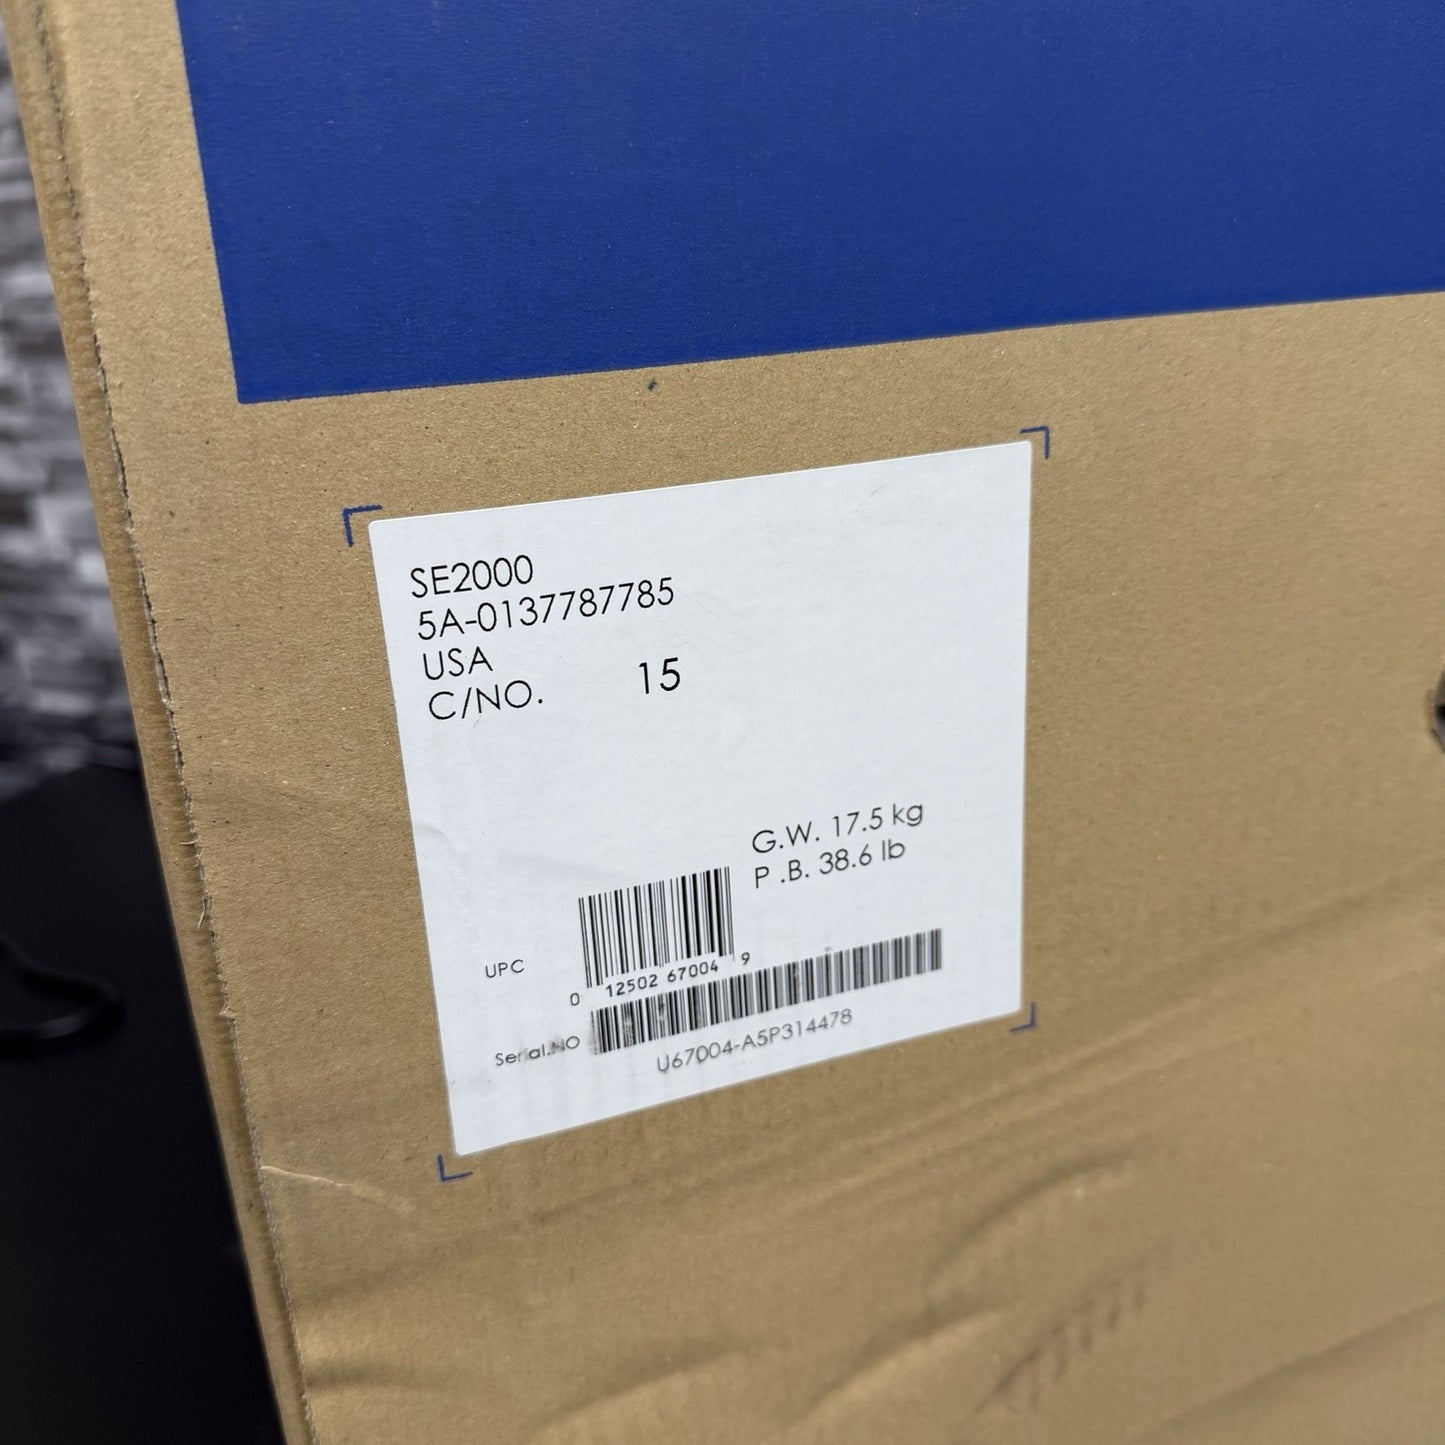 SE2000
5A-0137787785
USA
C/NO. 15
G.W. 17.5 kg
P .B. 38.6 lb
UPC
0 12502 67004 9
Serial.NO
U67004-A5P314478